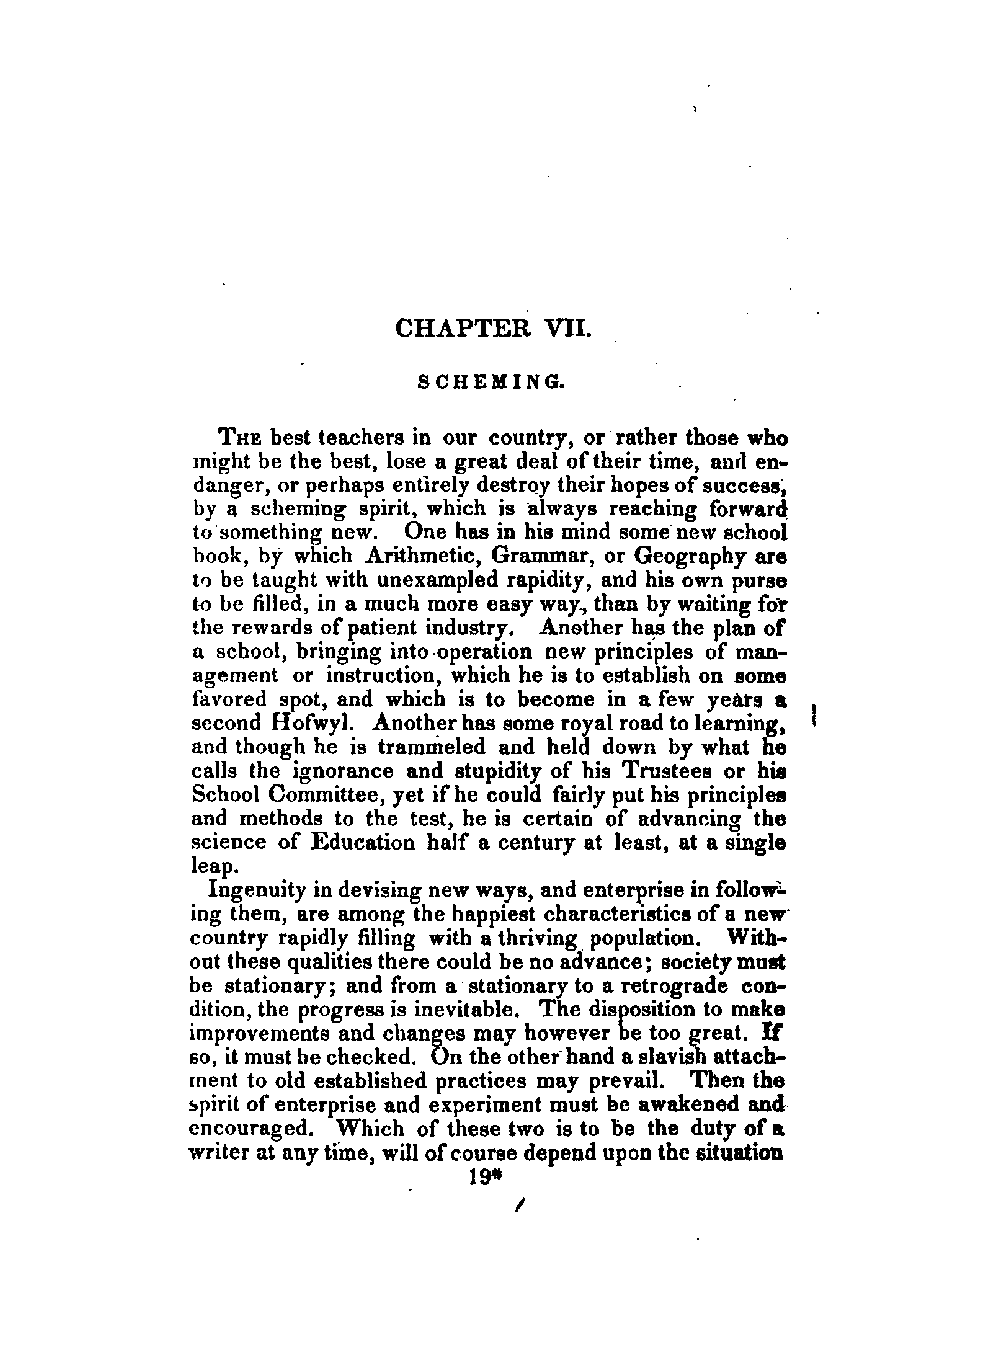 CHAPTER VII.
SCHEMING.
THE best teachers in our country, or rather those who
might be the best, lose a great deal of their time, and en-
danger, or perhaps entirely destroy their hopes of success,
by a scheming spirit, which is always reaching forward
to something new. One has in his mind some new school
book, by which Arithmetic, Grammar, or Geography are
to be taught with unexampled rapidity, and his own purse
to be filled, in a much more easy way, than by waiting for
the rewards of patient industry. Another has the plan of
a school, bringing into operation new principles of man-
agement or instruction, which he is to establish on some
favored spot, and which is to become in a few years a
second Hofwyl. Another has some royal road to learning,
and though he is trammeled and held down by what he
calls the ignorance and stupidity of his Trustees or his
School Committee, yet if he could fairly put his principles
and methods to the test, he is certain of advancing the
science of Education half a century at least, at a single
leap.
Ingenuity in devising new ways, and enterprise in follow-
ing them, are among the happiest characteristics of a new
country rapidly filling with a thriving population. With-
out these qualities there could be no advance; society must
be stationary; and from a stationary to a retrograde con-
dition, the progress is inevitable. The disposition to make
improvements and changes may however be too great. If
so, it must be checked. On the other hand a slavish attach-
ment to old established practices may prevail. Then the
spirit of enterprise and experiment must be awakened and
encouraged. Which of these two is to be the duty of a
writer at any time, will of course depend upon the situation
19*